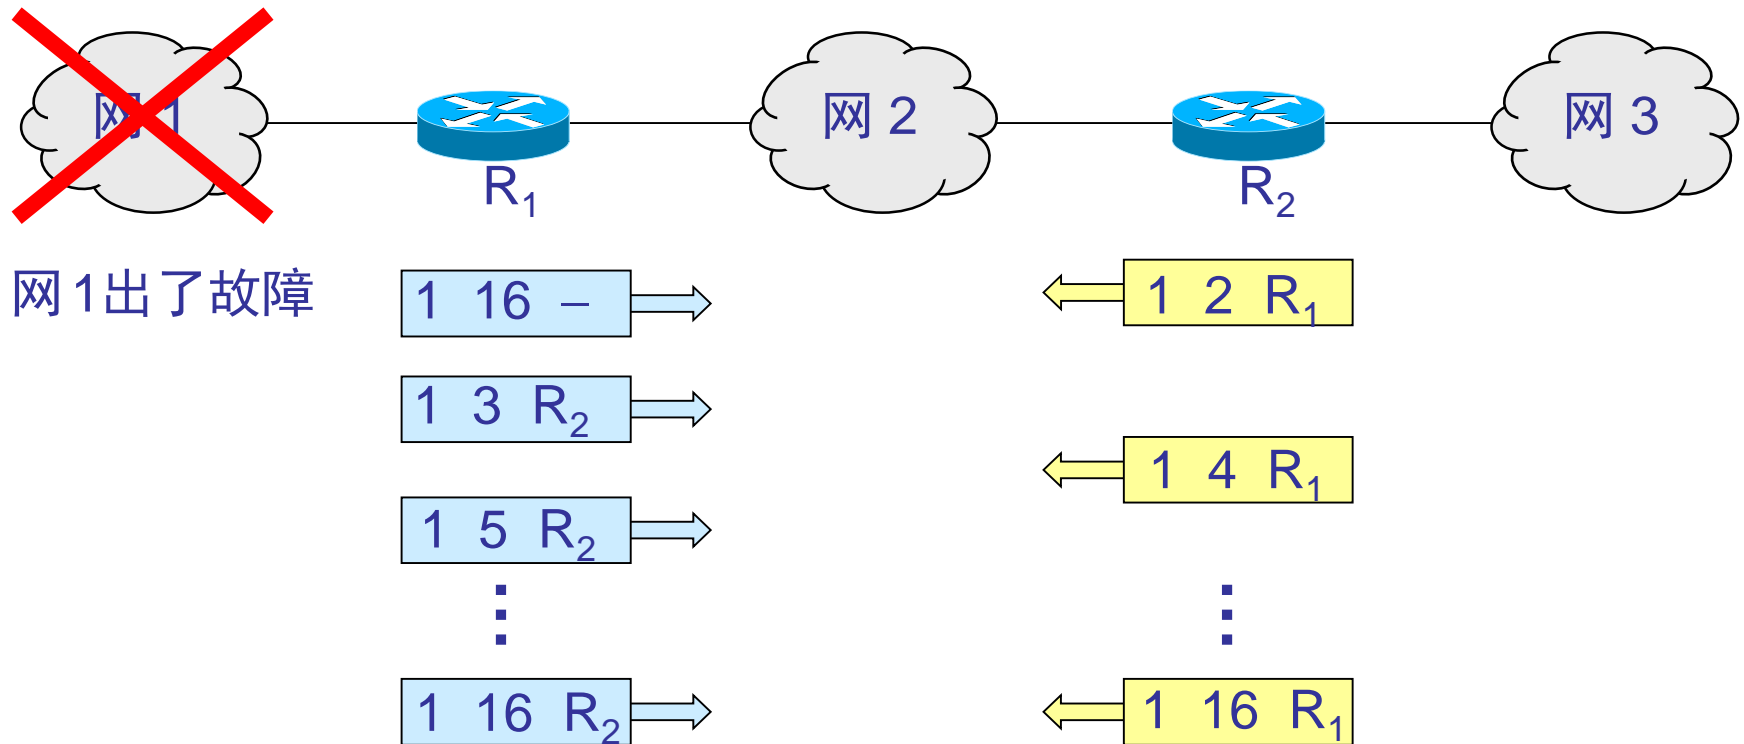 网 1
网 2
网 3
R₁
R₂
网 1出了故障
1 16 –
1 2 R₁
1 3 R₂
1 4 R₁
1 5 R₂
⋮
⋮
1 16 R₂
1 16 R₁